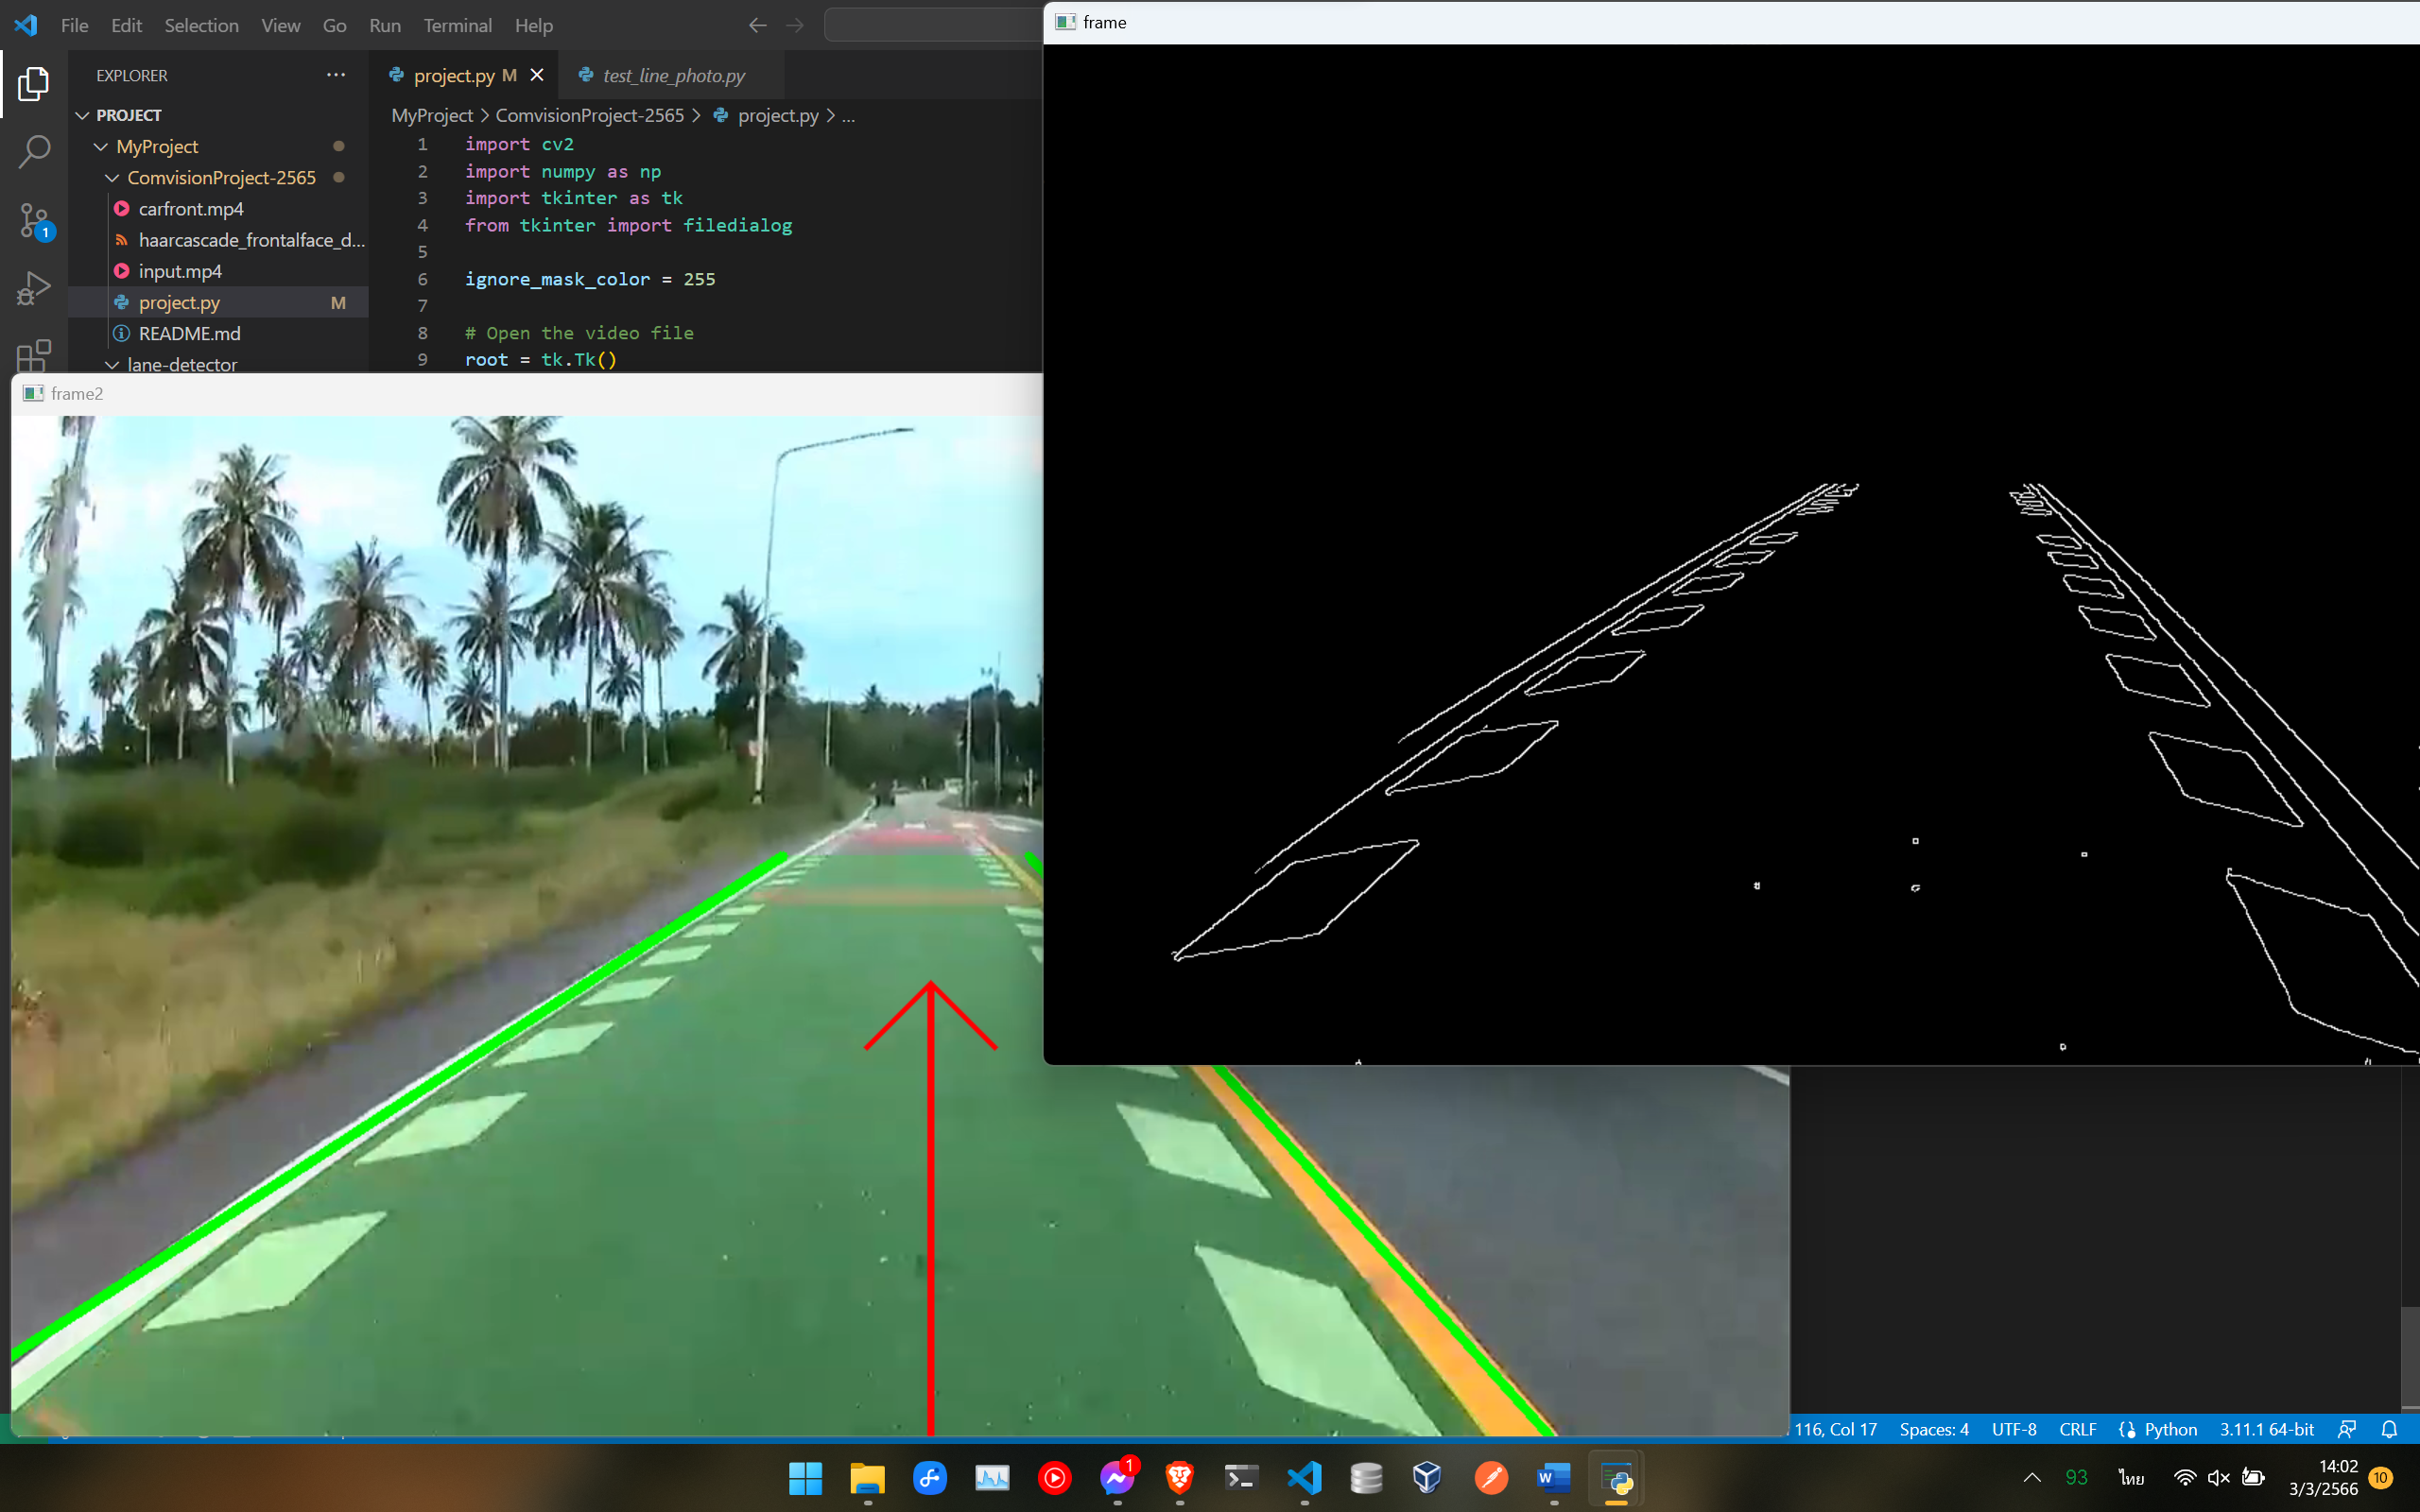 File Edit Selection View Go Run Terminal Help
frame
EXPLORER
project.py M
test_line_photo.py
PROJECT
MyProject > ComvisionProject-2565 > project.py > ...
MyProject
ComvisionProject-2565
carfront.mp4
haarcascade_frontalface_d...
input.mp4
project.py M
README.md
lane-detector
1 import cv2
2 import numpy as np
3 import tkinter as tk
4 from tkinter import filedialog
5
6 ignore_mask_color = 255
7
8 # Open the video file
9 root = tk.Tk()
1
frame2
116, Col 17 Spaces: 4 UTF-8 CRLF Python 3.11.1 64-bit
1
W
93 ไทย
14:02
3/3/2566
10